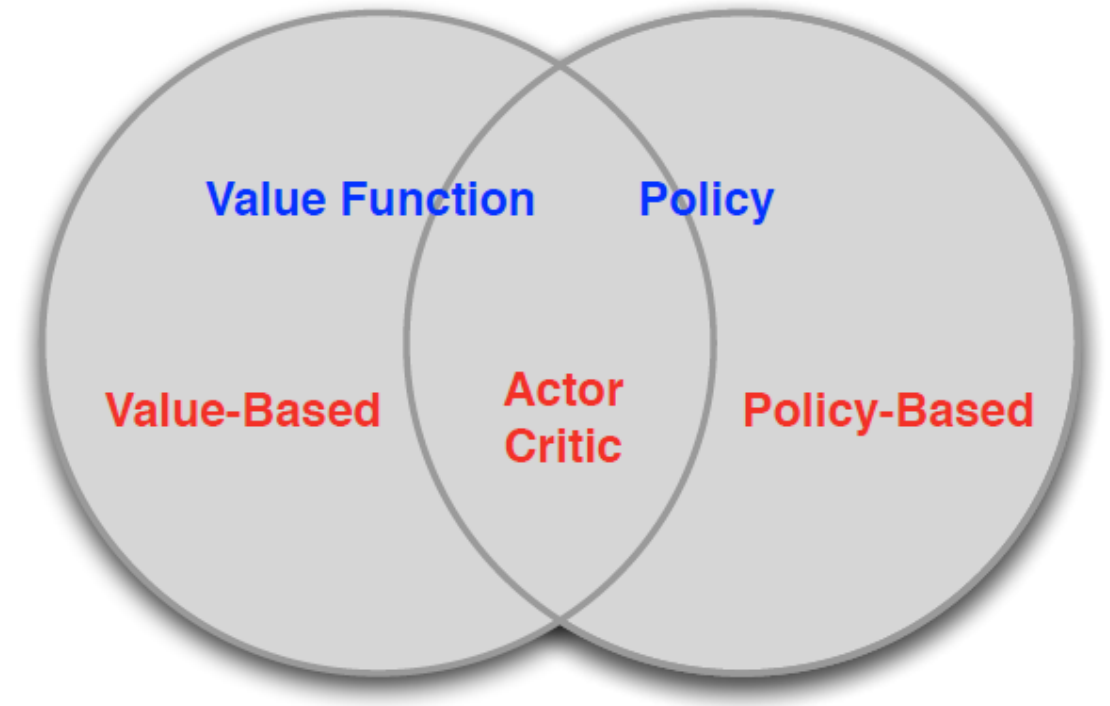 Value Function
Policy
Value-Based
Actor
Critic
Policy-Based